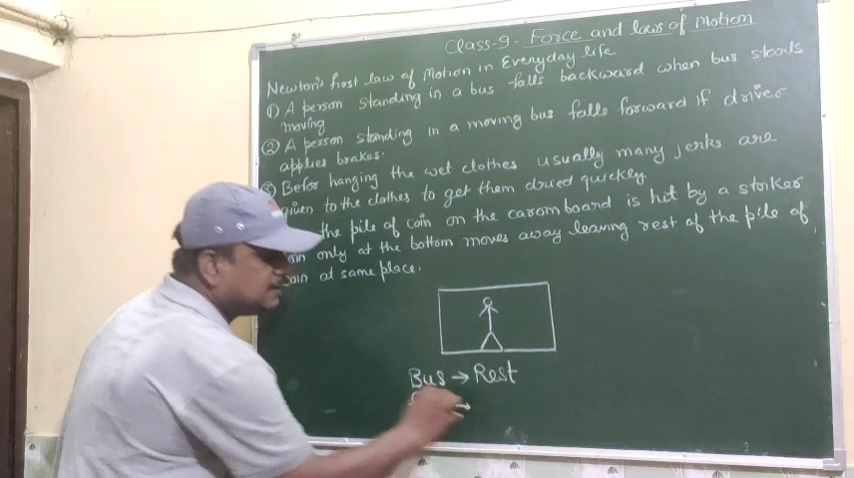 Class-9- Force and laws of Motion
Newton's first law of Motion in Everyday life
① A person standing in a bus falls backward when bus starts
moving
② A person standing in a moving bus falls forward if driver
applies brakes.
Before hanging the wet clothes usually many jerks are
given to the clothes to get them dried quickly
the pile of coin on the caromboard is hit by a striker
only at the bottom moves away leaving rest of the pile of
coin at same place.
Bus → Rest